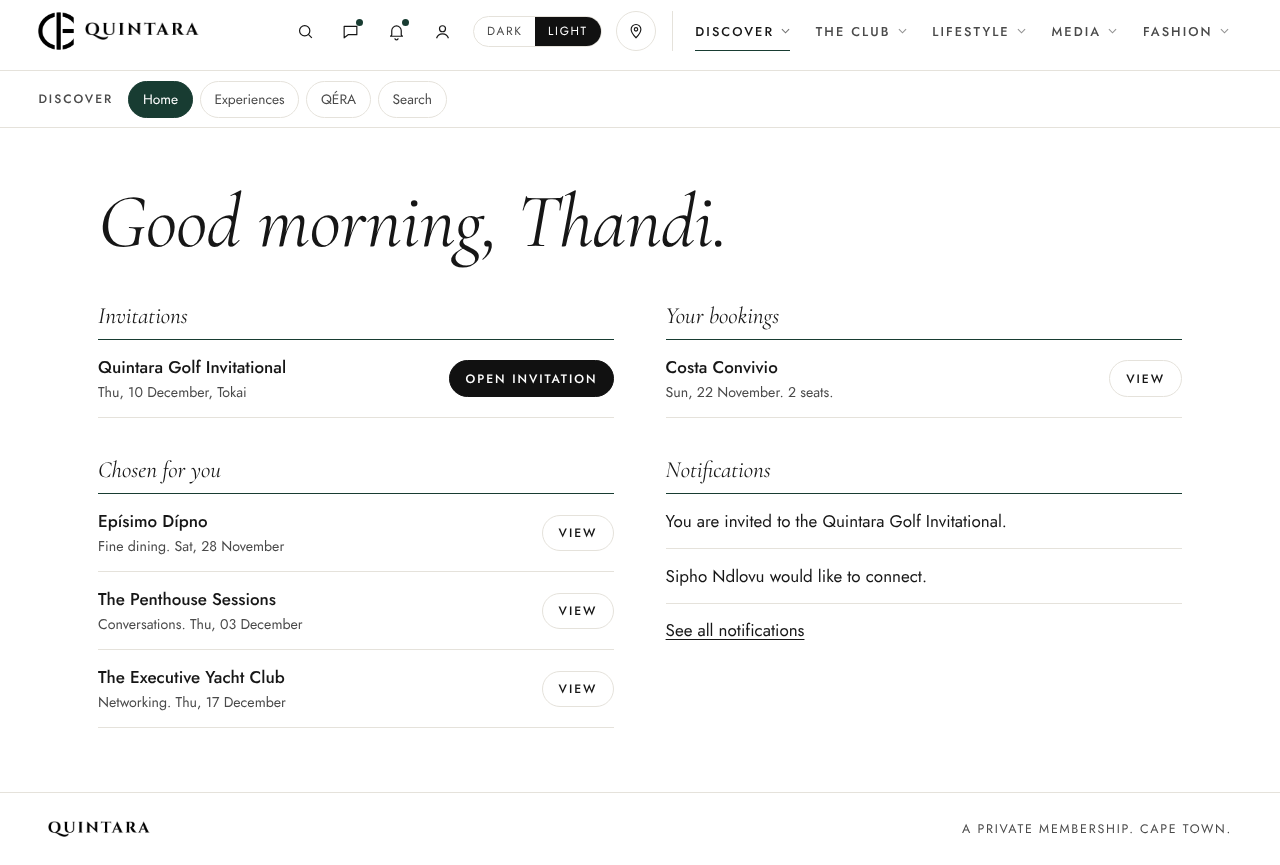 QUINTARA
DARK LIGHT
DISCOVER THE CLUB LIFESTYLE MEDIA FASHION
DISCOVER Home Experiences QÉRA Search
Good morning, Thandi.
Invitations
Quintara Golf Invitational
Thu, 10 December, Tokai
OPEN INVITATION
Your bookings
Costa Convivio
Sun, 22 November. 2 seats.
VIEW
Chosen for you
Epísimo Dípno
Fine dining. Sat, 28 November
VIEW
The Penthouse Sessions
Conversations. Thu, 03 December
VIEW
The Executive Yacht Club
Networking. Thu, 17 December
VIEW
Notifications
You are invited to the Quintara Golf Invitational.
Sipho Ndlovu would like to connect.
See all notifications
QUINTARA
A PRIVATE MEMBERSHIP. CAPE TOWN.